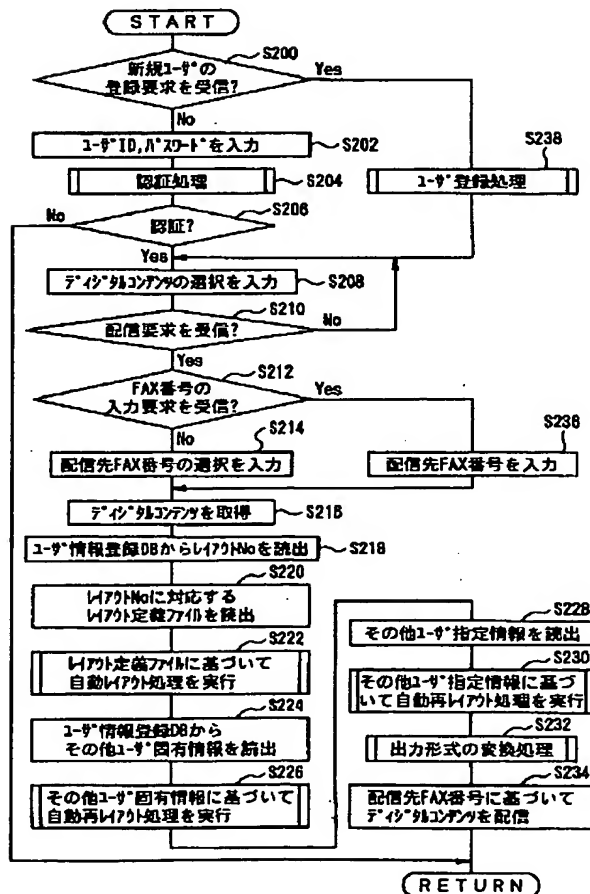 START
S200
新規ユーザの
登録要求を受信?
Yes
No
ユーザID,パスワードを入力
S202
認証処理
S204
S238
ユーザ登録処理
S206
認証?
No
Yes
ディジタルコンテンツの選択を入力
S208
S210
配信要求を受信?
No
Yes
S212
FAX番号の
入力要求を受信?
Yes
No
S214
配信先FAX番号の選択を入力
S236
配信先FAX番号を入力
ディジタルコンテンツを取得
S216
ユーザ情報登録DBからレイアウトNoを読出
S218
S220
レイアウトNoに対応する
レイアウト定義ファイルを読出
S222
レイアウト定義ファイルに基づいて
自動レイアウト処理を実行
S224
ユーザ情報登録DBから
その他ユーザ固有情報を読出
S226
その他ユーザ固有情報に基づいて
自動再レイアウト処理を実行
S228
その他ユーザ指定情報を読出
S230
その他ユーザ指定情報に基づ
いて自動再レイアウト処理を実行
S232
出力形式の変換処理
S234
配信先FAX番号に基づいて
ディジタルコンテンツを配信
RETURN